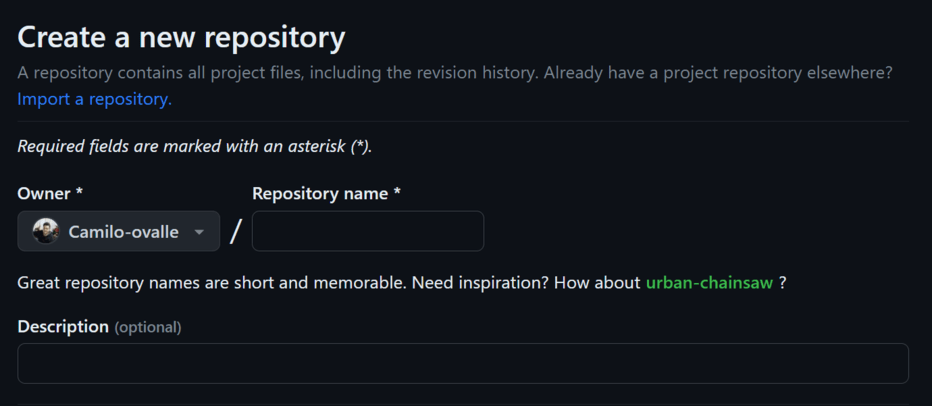 Create a new repository
A repository contains all project files, including the revision history. Already have a project repository elsewhere?
Import a repository.
Required fields are marked with an asterisk (*).
Owner * Repository name *
Camilo-ovalle /
Great repository names are short and memorable. Need inspiration? How about urban-chainsaw ?
Description (optional)